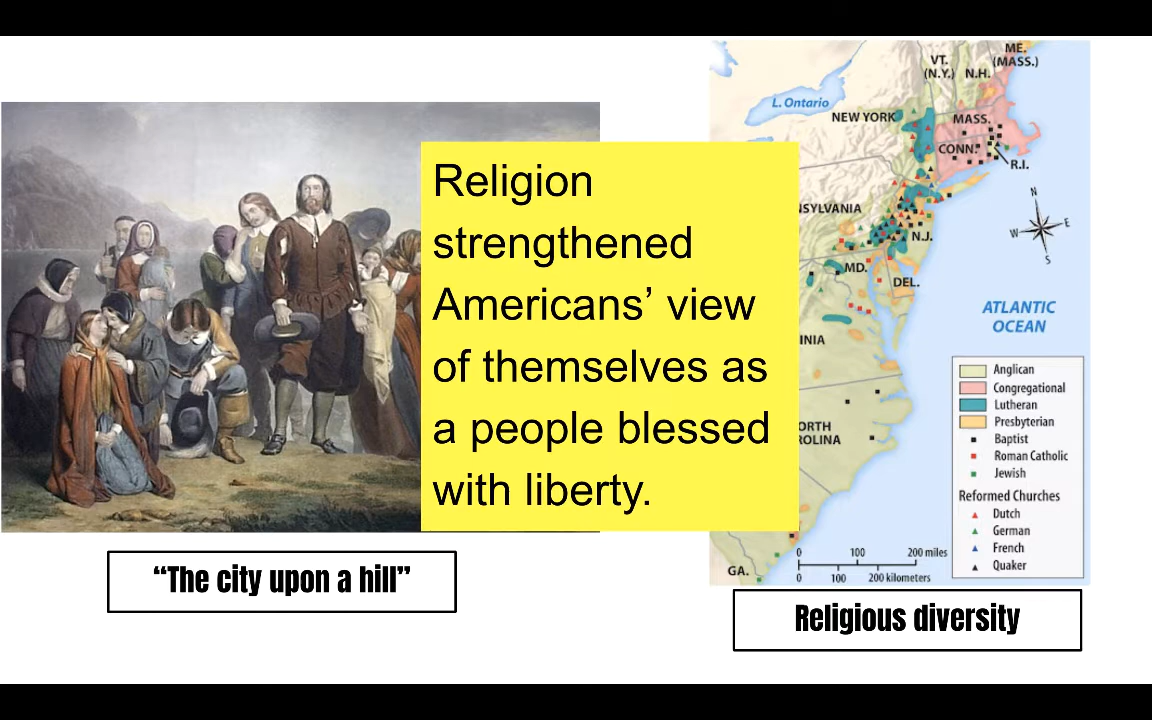 Religion
strengthened
Americans’ view
of themselves as
a people blessed
with liberty.
“The city upon a hill”
L. Ontario
VT.
(N.Y.)
N.H.
ME.
(MASS.)
NEW YORK
MASS.
CONN.
R.I.
NSYLVANIA
N.J.
MD.
DEL.
INIA
ORTH
ROLINA
GA.
N
W E
S
ATLANTIC
OCEAN
Anglican
Congregational
Lutheran
Presbyterian
Baptist
Roman Catholic
Jewish
Reformed Churches
Dutch
German
French
Quaker
0 100 200 miles
0 100 200 kilometers
Religious diversity